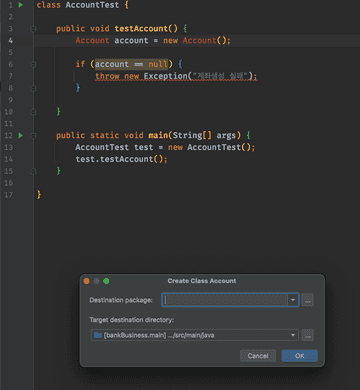 1 class AccountTest {
2
3 public void testAccount() {
4 Account account = new Account();
5
6 if (account == null) {
7 throw new Exception("계좌생성 실패");
8 }
9
10 }
11
12 public static void main(String[] args) {
13 AccountTest test = new AccountTest();
14 test.testAccount();
15 }
16
17 }
Create Class Account
Destination package:
...
Target destination directory:
[bankBusiness.main] .../src/main/java
...
Cancel
OK